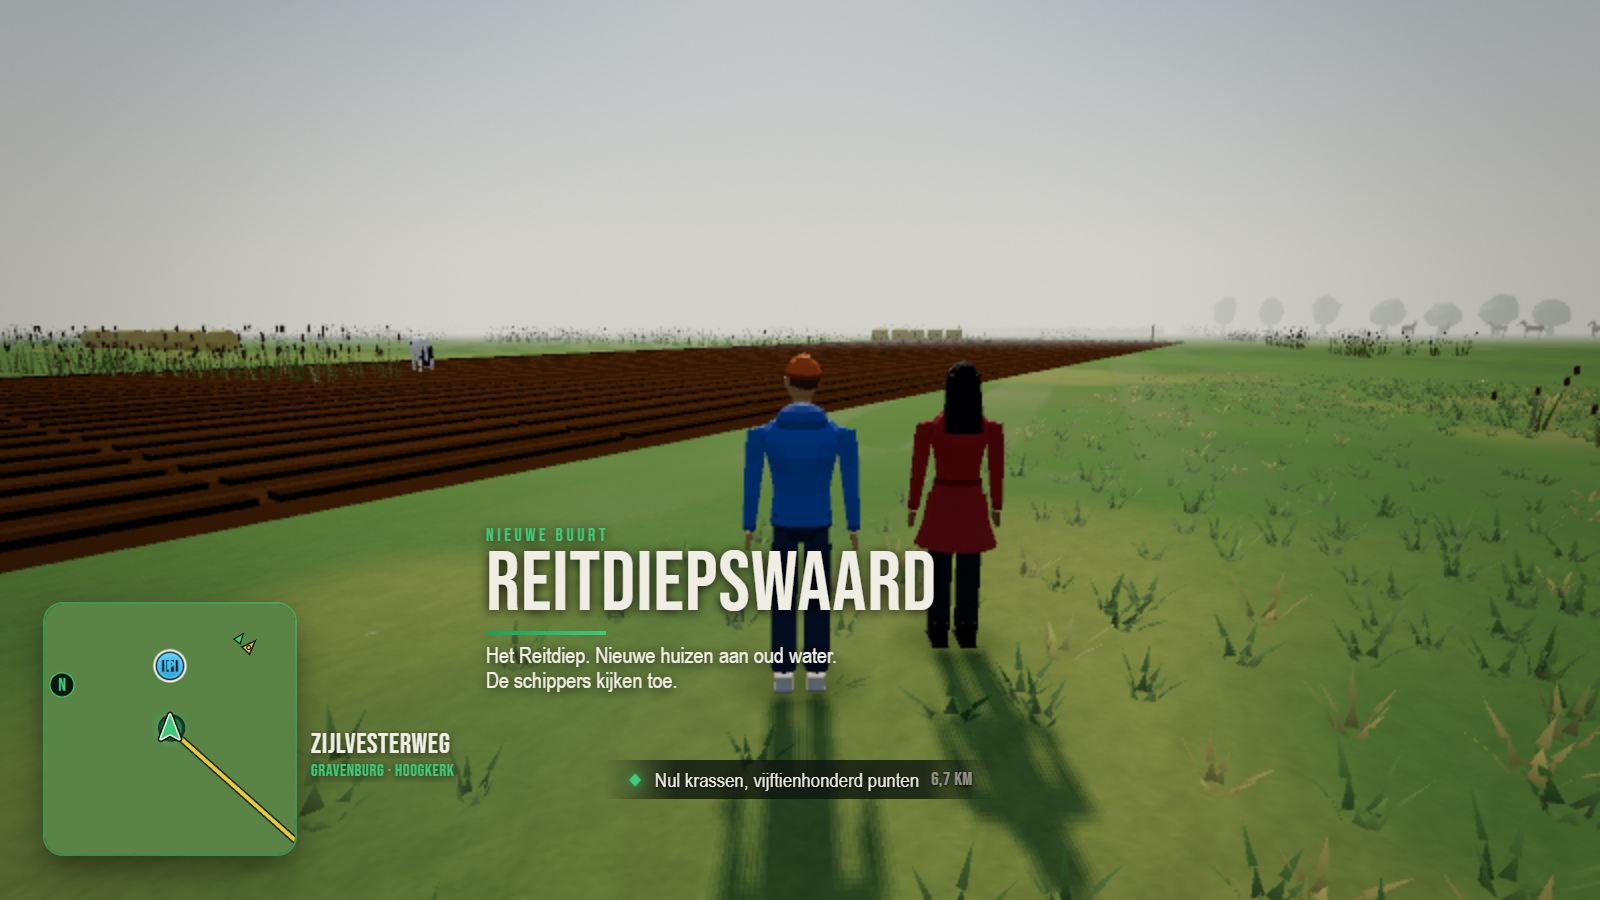 NIEUWE BUURT
REITDIEPSWAARD
Het Reitdiep. Nieuwe huizen aan oud water.
De schippers kijken toe.
N
ZIJLVESTERWEG
GRAVENBURG · HOOGKERK
Nul krassen, vijftienhonderd punten 6,7 KM